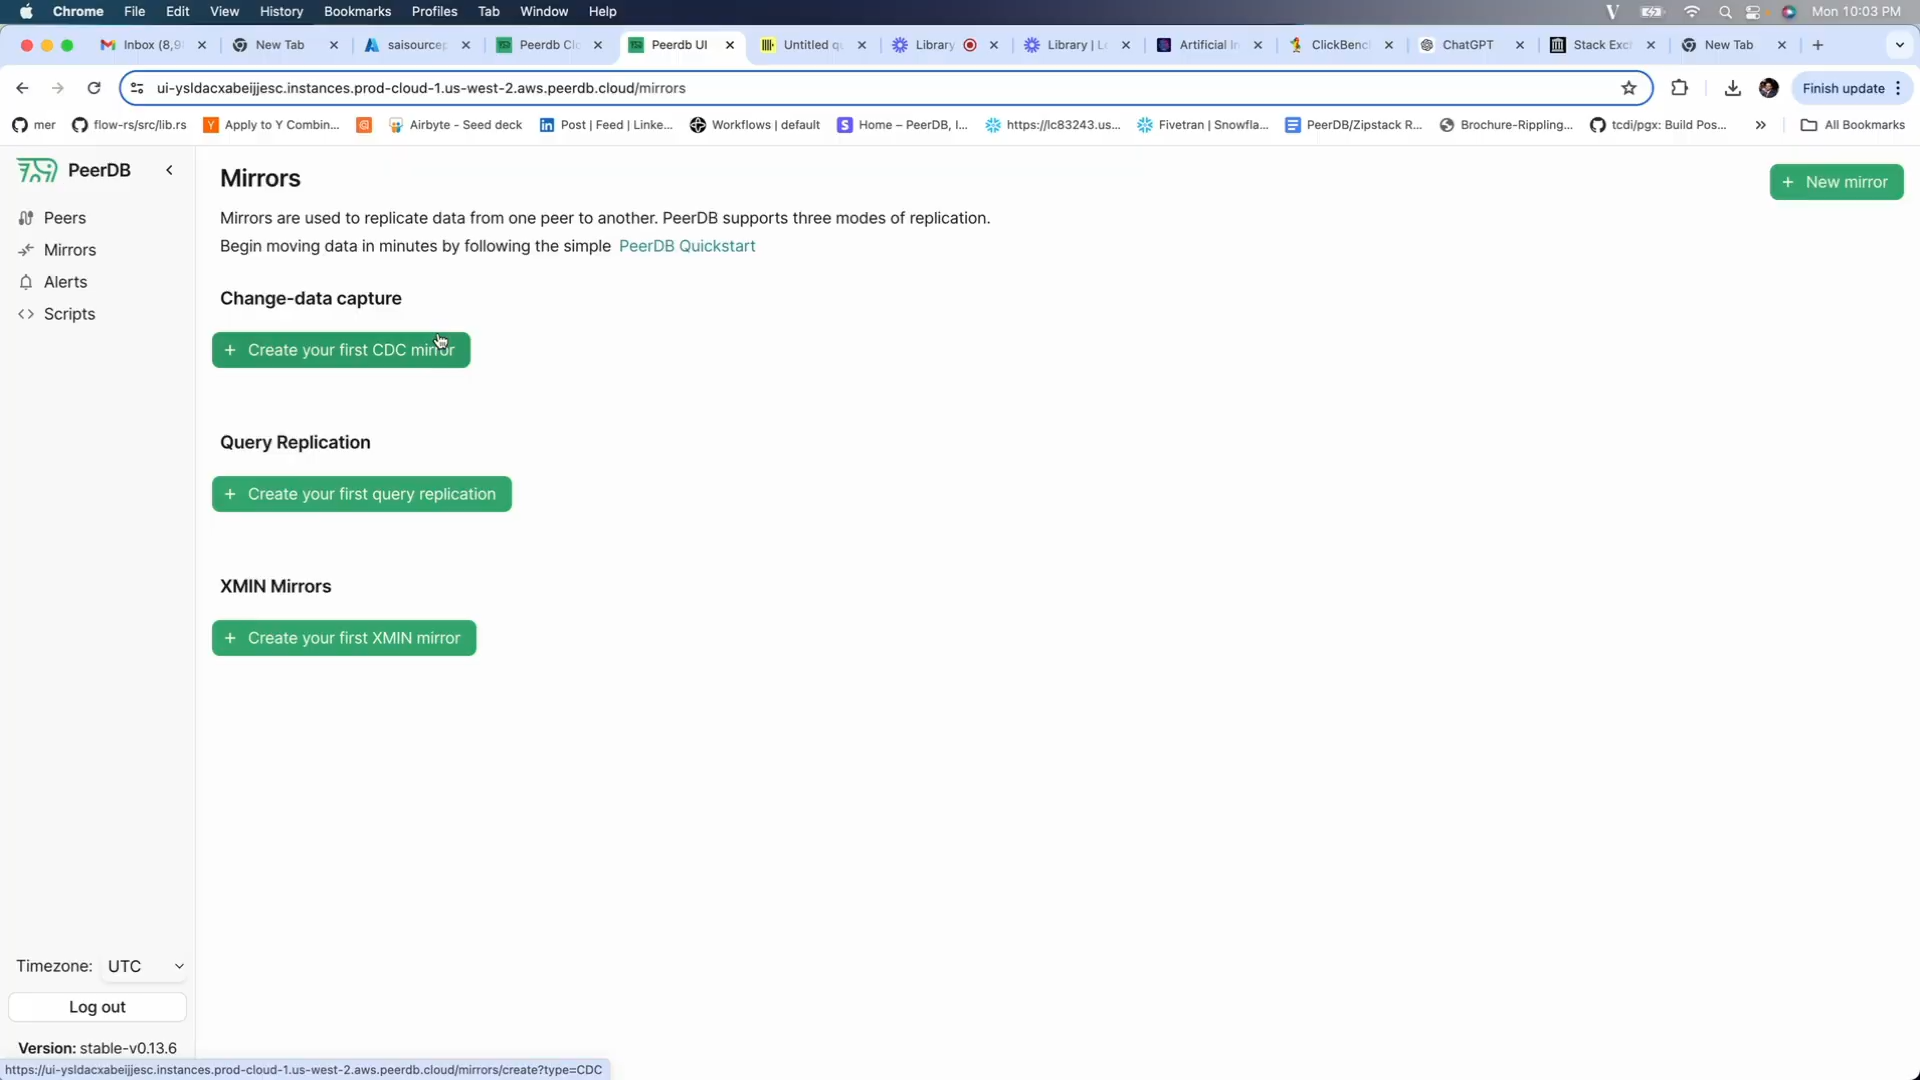 Chrome File Edit View History Bookmarks Profiles Tab Window Help Mon 10:03 PM
Inbox (8,9 New Tab saisourcep Peerdb Cl Peerdb UI Untitled qu Library Library | Lo Artificial In ClickBenc ChatGPT Stack Exc New Tab
ui-ysldacxabeijjesc.instances.prod-cloud-1.us-west-2.aws.peerdb.cloud/mirrors Finish update
mer flow-rs/src/lib.rs Apply to Y Combin... Airbyte - Seed deck Post | Feed | Linke... Workflows | default Home – PeerDB, I... https://lc83243.us... Fivetran | Snowfla... PeerDB/Zipstack R... Brochure-Rippling... tcdi/pgx: Build Pos... » All Bookmarks
PeerDB
Peers
Mirrors
Alerts
Scripts
Mirrors
+ New mirror
Mirrors are used to replicate data from one peer to another. PeerDB supports three modes of replication.
Begin moving data in minutes by following the simple PeerDB Quickstart
Change-data capture
+ Create your first CDC mirror
Query Replication
+ Create your first query replication
XMIN Mirrors
+ Create your first XMIN mirror
Timezone: UTC
Log out
Version: stable-v0.13.6
https://ui-ysldacxabeijjesc.instances.prod-cloud-1.us-west-2.aws.peerdb.cloud/mirrors/create?type=CDC